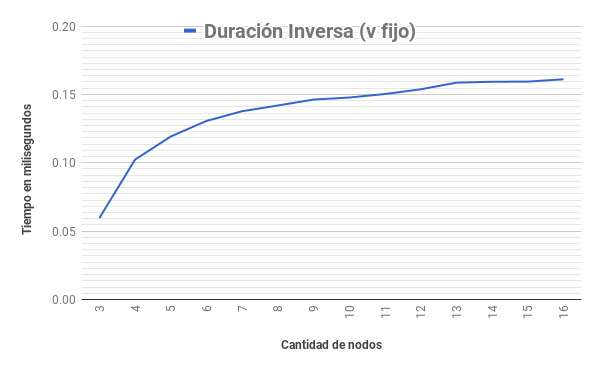 Duración Inversa (v fijo)
0.20
0.15
0.10
0.05
0.00
Tiempo en milisegundos
3 4 5 6 7 8 9 10 11 12 13 14 15 16
Cantidad de nodos